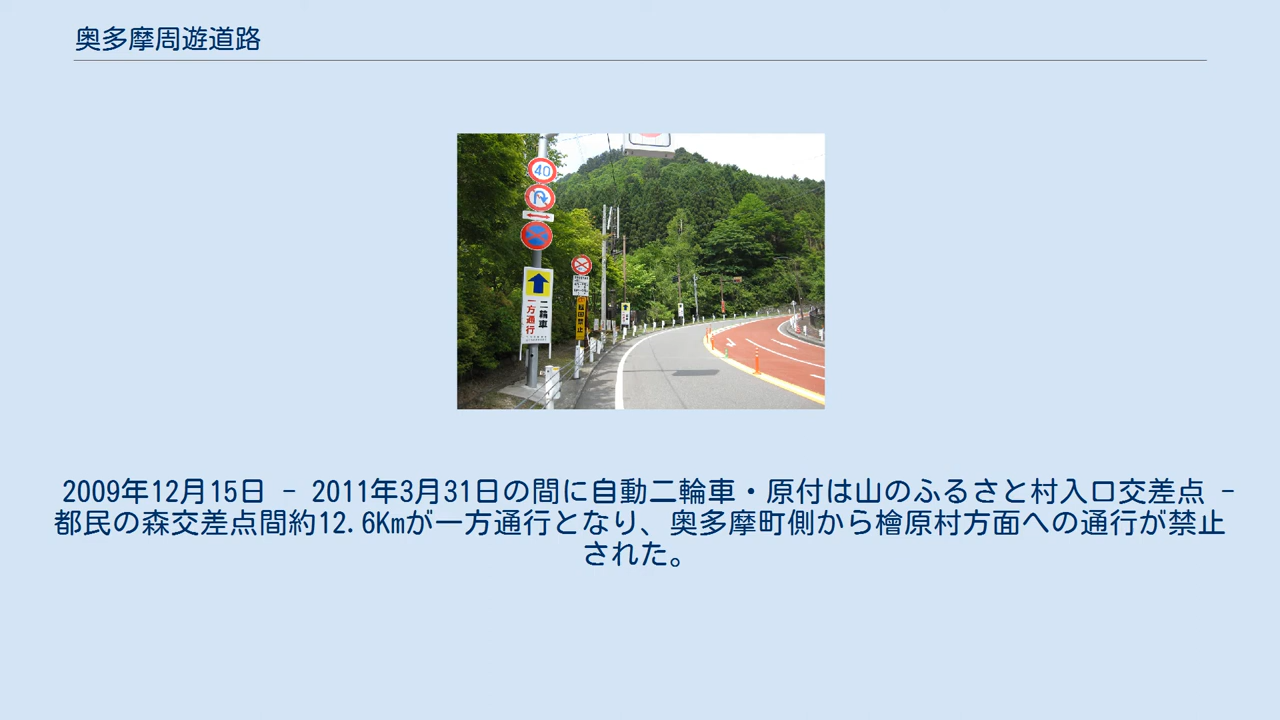 奥多摩周遊道路
40
二輪車
一方通行
2009年12月15日 - 2011年3月31日の間に自動二輪車・原付は山のふるさと村入口交差点 -
都民の森交差点間約12.6Kmが一方通行となり、奥多摩町側から檜原村方面への通行が禁止
された。